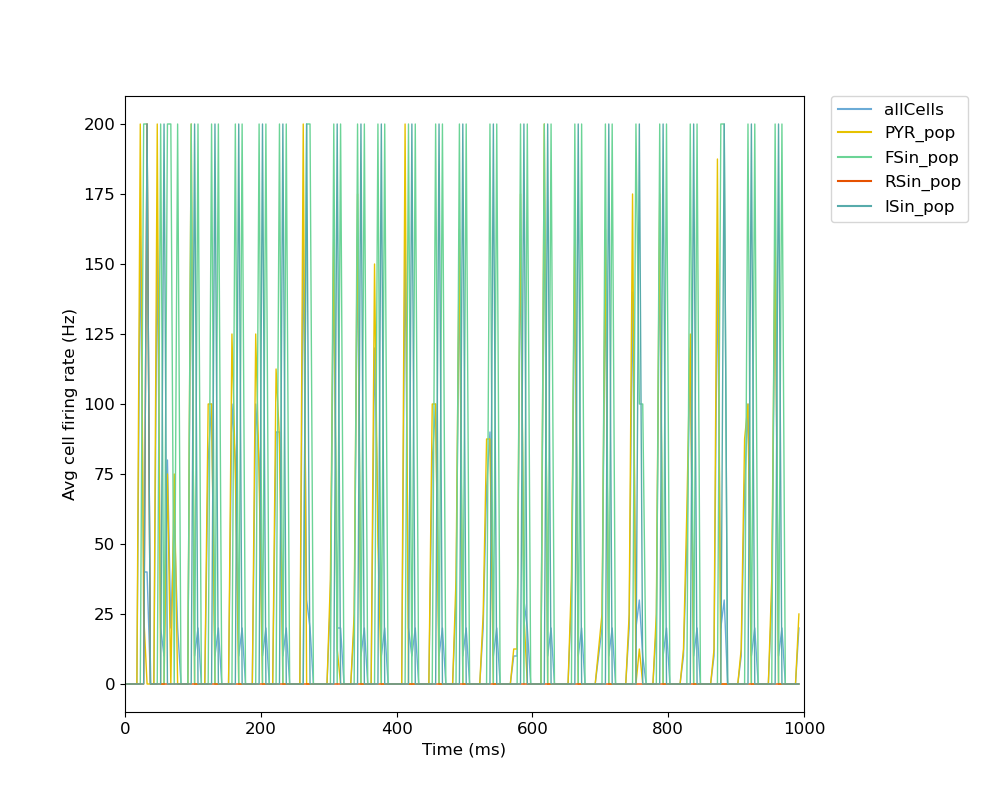 200
175
150
125
100
75
50
25
0
Avg cell firing rate (Hz)
0 200 400 600 800 1000
Time (ms)
allCells
PYR_pop
FSin_pop
RSin_pop
ISin_pop